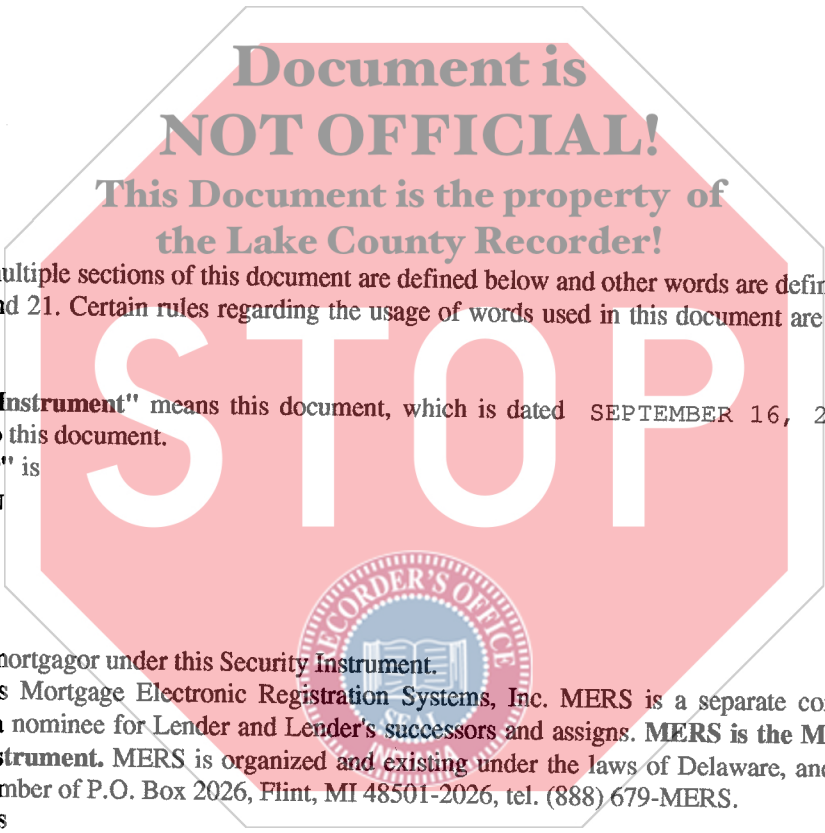 Document is
NOT OFFICIAL!
This Document is the property of
the Lake County Recorder!
ultiple sections of this document are defined below and other words are defin
d 21. Certain rules regarding the usage of words used in this document are
STOP
Instrument" means this document, which is dated SEPTEMBER 16, 2
this document.
" is
RECORDER'S OFFICE
SEAL
INDIANA
mortgagor under this Security Instrument.
s Mortgage Electronic Registration Systems, Inc. MERS is a separate co
nominee for Lender and Lender's successors and assigns. MERS is the M
strument. MERS is organized and existing under the laws of Delaware, an
mber of P.O. Box 2026, Flint, MI 48501-2026, tel. (888) 679-MERS.
s